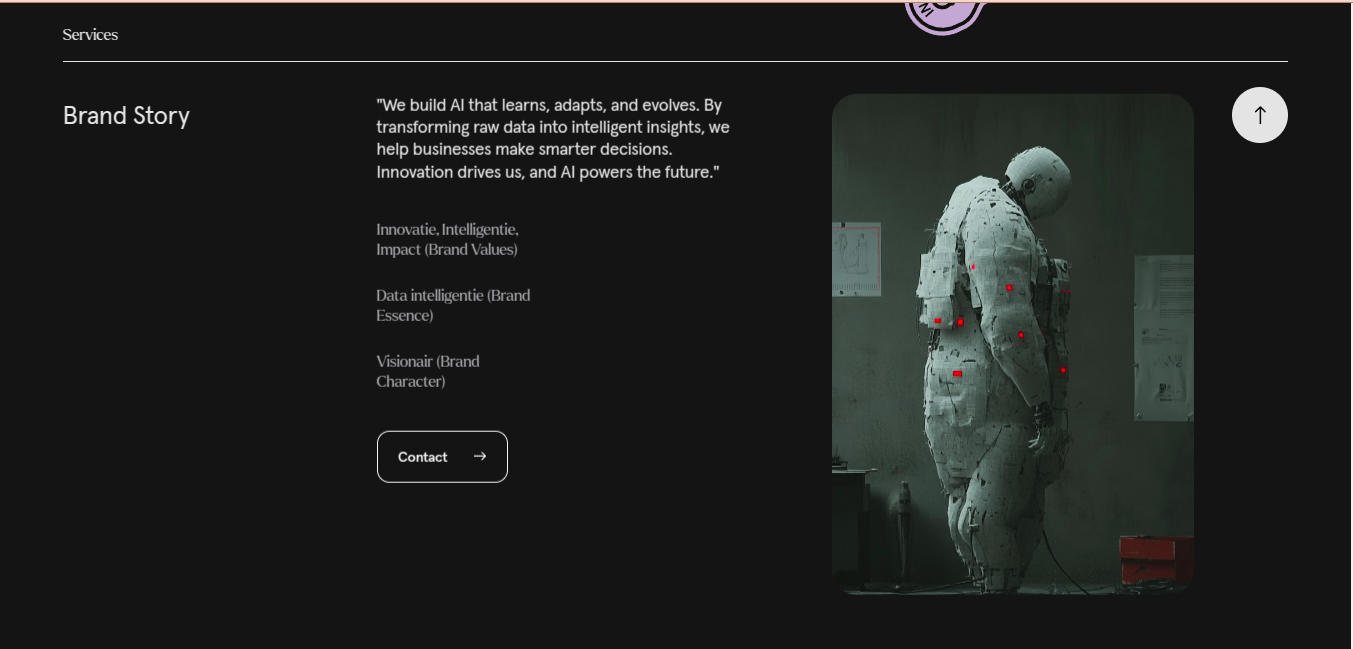 Services
Brand Story
"We build AI that learns, adapts, and evolves. By
transforming raw data into intelligent insights, we
help businesses make smarter decisions.
Innovation drives us, and AI powers the future."
Innovatie, Intelligentie,
Impact (Brand Values)
Data intelligentie (Brand
Essence)
Visionair (Brand
Character)
Contact →